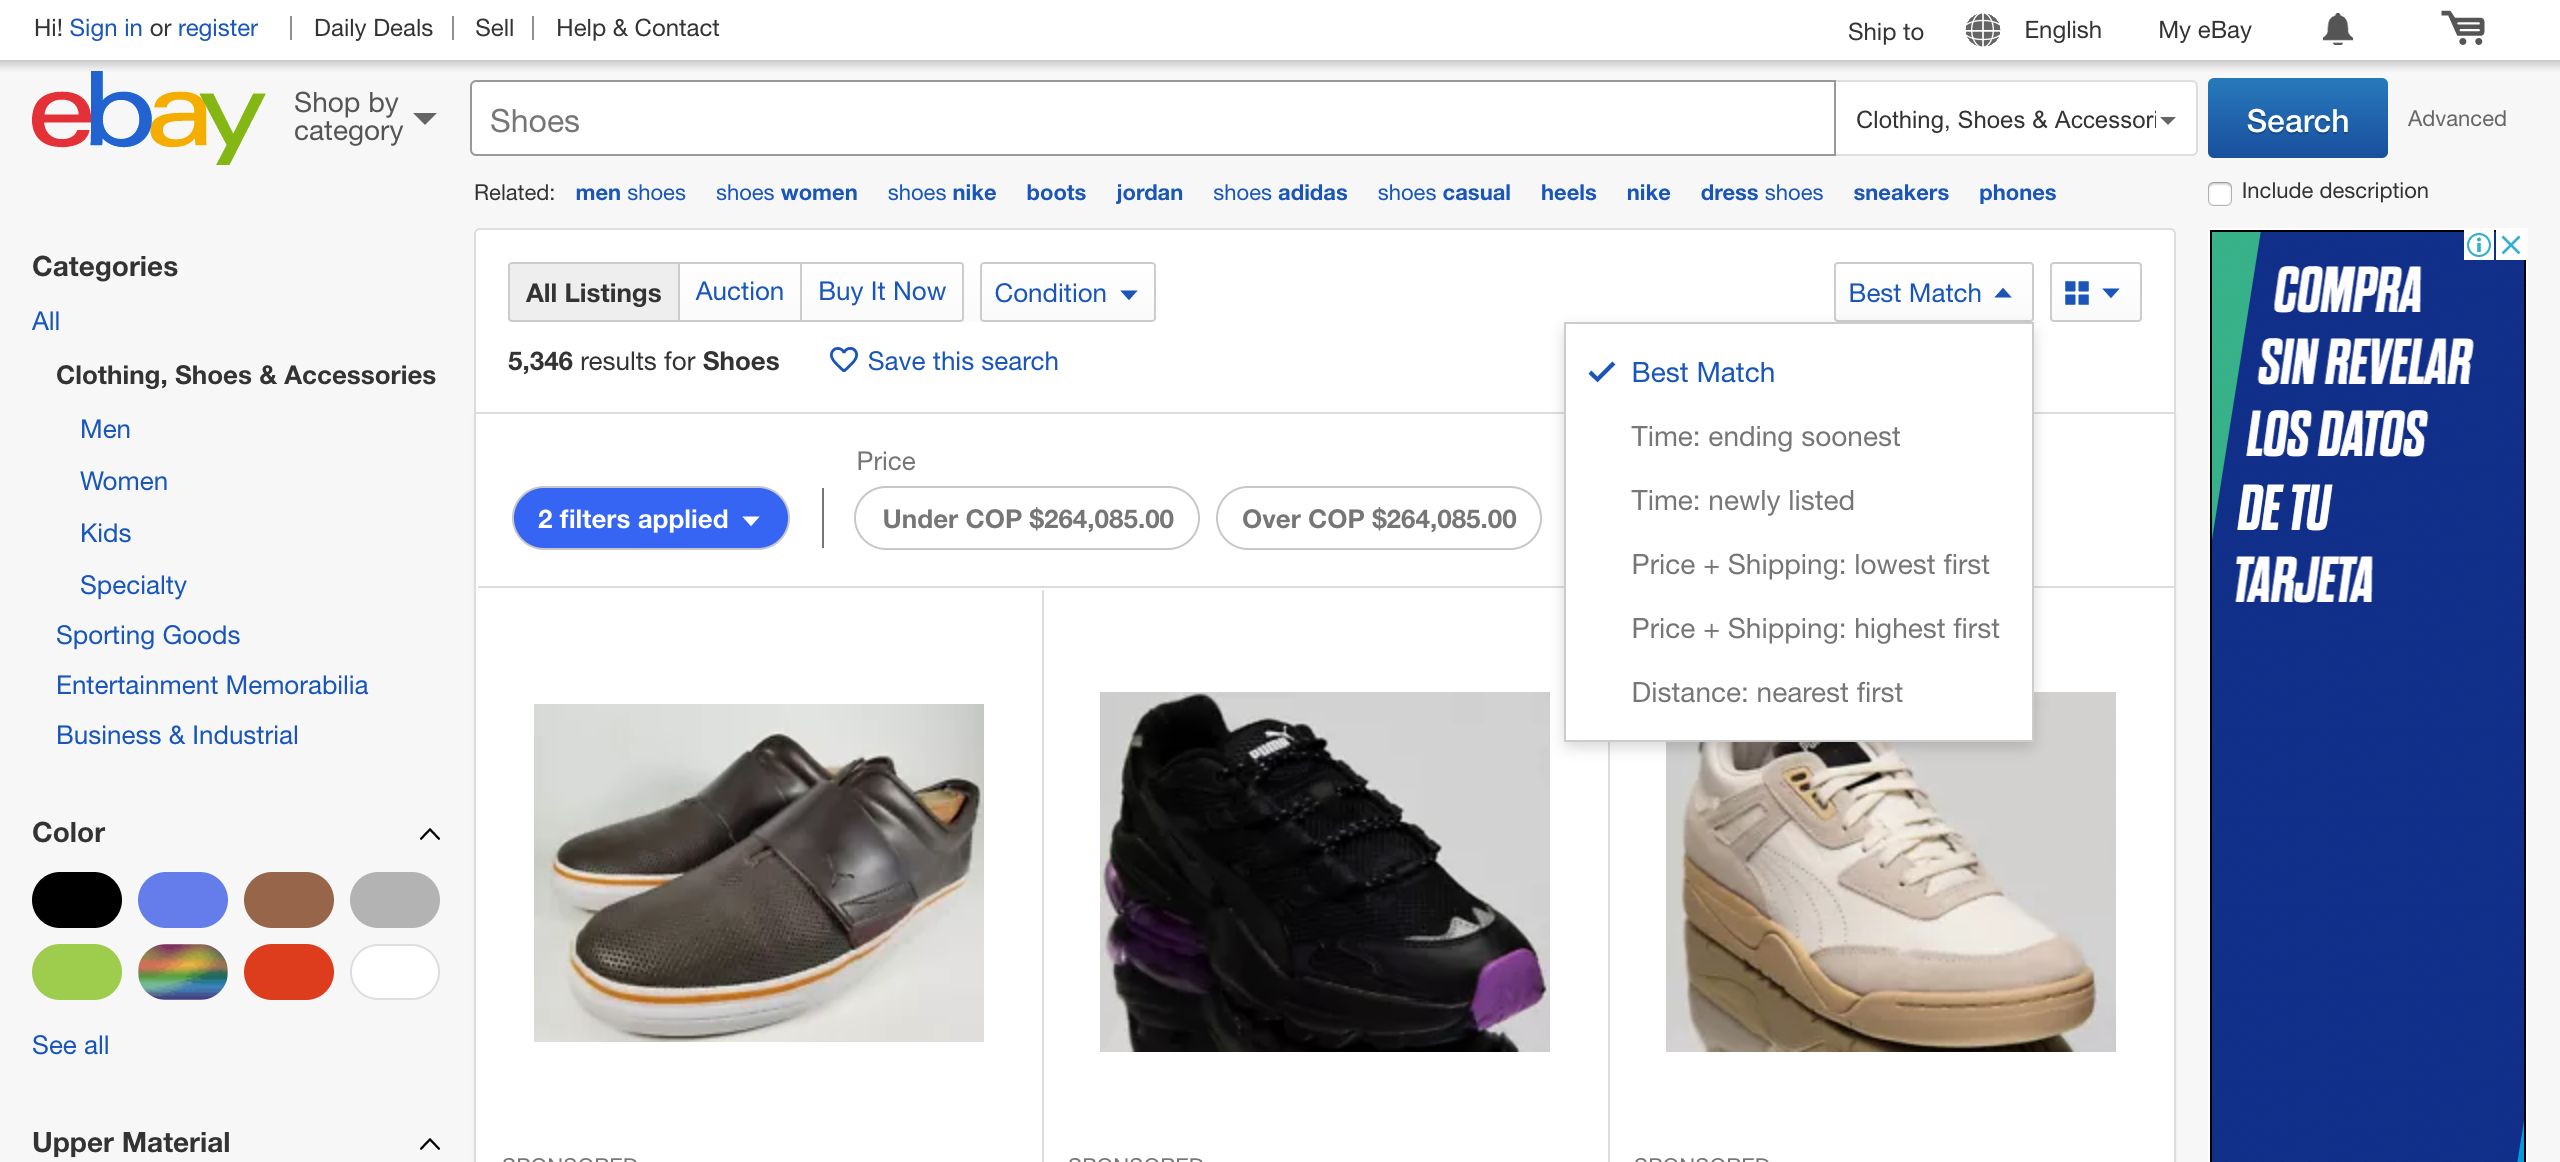 Hi! Sign in or register
Daily Deals
Sell
Help & Contact
Ship to
English
My eBay
ebay
Shop by
category
Shoes
Clothing, Shoes & Accessori
Search
Advanced
Related: men shoes shoes women shoes nike boots jordan shoes adidas shoes casual heels nike dress shoes sneakers phones
Include description
Categories
All
Clothing, Shoes & Accessories
Men
Women
Kids
Specialty
Sporting Goods
Entertainment Memorabilia
Business & Industrial
Color
See all
Upper Material
All Listings
Auction
Buy It Now
Condition
Best Match
5,346 results for Shoes
Save this search
Best Match
Time: ending soonest
Time: newly listed
Price + Shipping: lowest first
Price + Shipping: highest first
Distance: nearest first
Price
2 filters applied
Under COP $264,085.00
Over COP $264,085.00
PUMA
SPONSORED
SPONSORED
SPONSORED
COMPRA
SIN REVELAR
LOS DATOS
DE TU
TARJETA